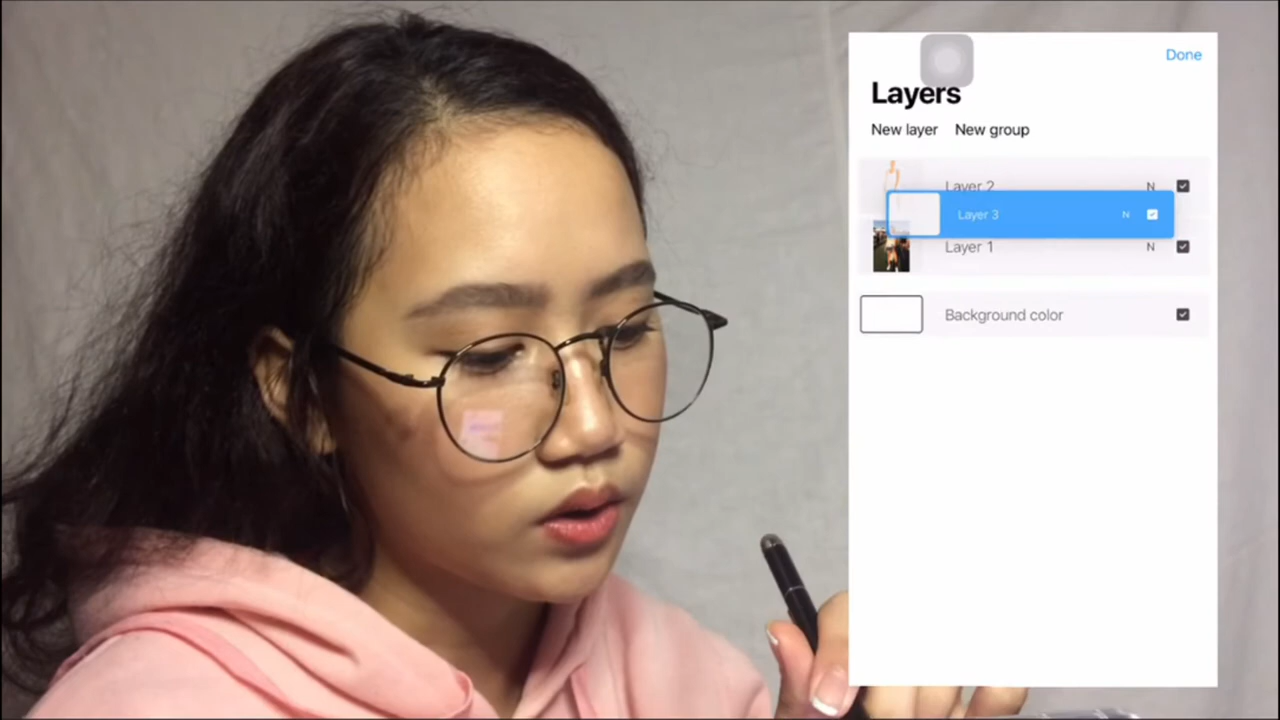 Done
Layers
New layer New group
Layer 2 N
Layer 3 N
Layer 1 N
Background color